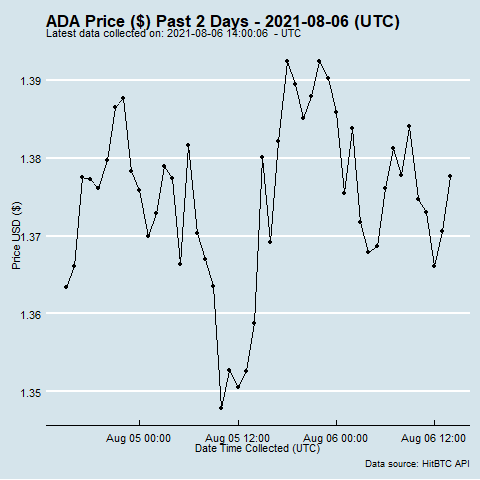 ADA Price ($) Past 2 Days - 2021-08-06 (UTC)
Latest data collected on: 2021-08-06 14:00:06 - UTC
1.39
1.38
1.37
1.36
1.35
Price USD ($)
Aug 05 00:00 Aug 05 12:00 Aug 06 00:00 Aug 06 12:00
Date Time Collected (UTC)
Data source: HitBTC API